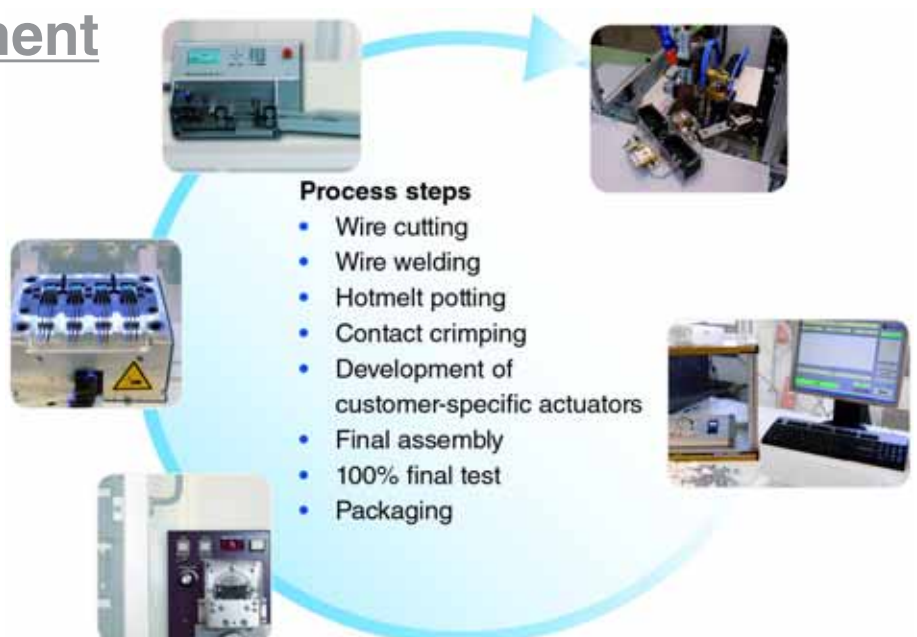 ment
Process steps
• Wire cutting
• Wire welding
• Hotmelt potting
• Contact crimping
• Development of
customer-specific actuators
• Final assembly
• 100% final test
• Packaging